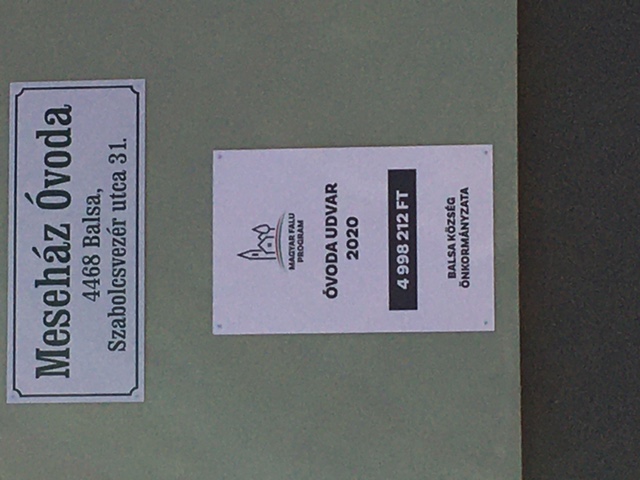 Meseház Óvoda
4468 Balsa,
Szabolcsvezér utca 31.
MAGYAR FALU
PROGRAM
ÓVODA UDVAR
2020
4 998 212 FT
BALSA KÖZSÉG
ÖNKORMÁNYZATA